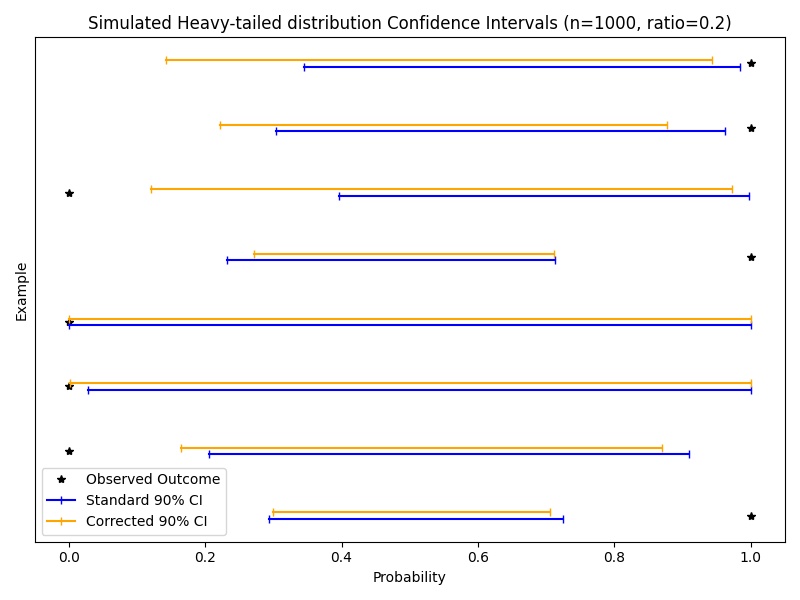 Simulated Heavy-tailed distribution Confidence Intervals (n=1000, ratio=0.2)
Example
Observed Outcome
Standard 90% CI
Corrected 90% CI
0.0 0.2 0.4 0.6 0.8 1.0
Probability